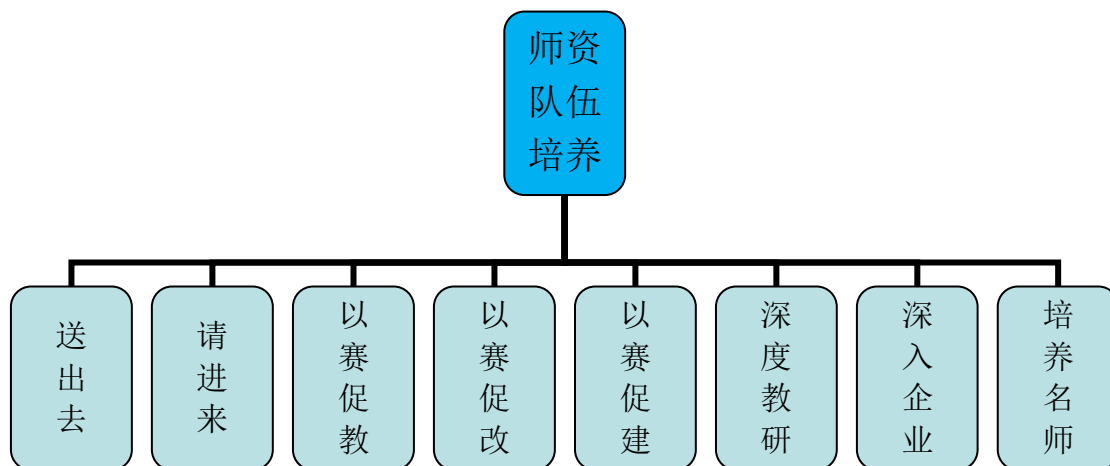 师资
队伍
培养
送出去
请进来
以赛促教
以赛促改
以赛促建
深度教研
深入企业
培养名师